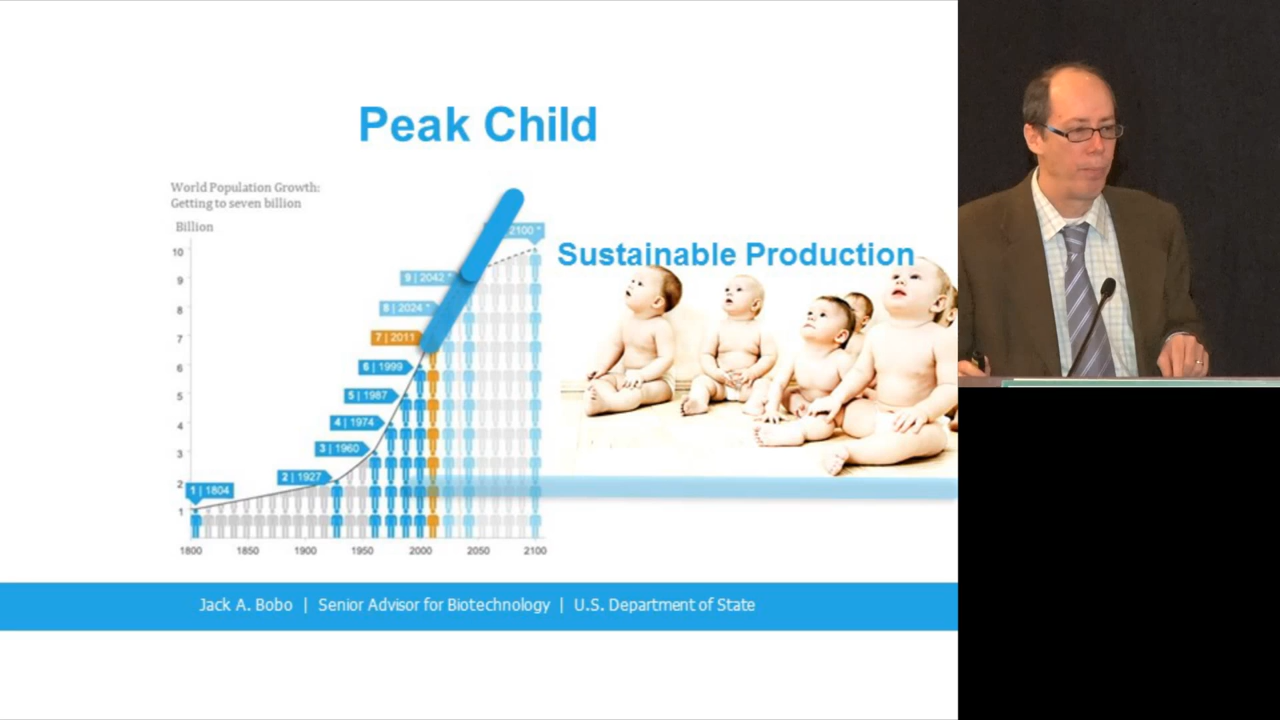 Peak Child
World Population Growth:
Getting to seven billion
Billion
10
9
8
7
6
5
4
3
2
1
2100 *
9 | 2042 *
8 | 2024 *
7 | 2011
6 | 1999
5 | 1987
4 | 1974
3 | 1960
2 | 1927
1 | 1804
1800 1850 1900 1950 2000 2050 2100
Sustainable Production
Jack A. Bobo | Senior Advisor for Biotechnology | U.S. Department of State